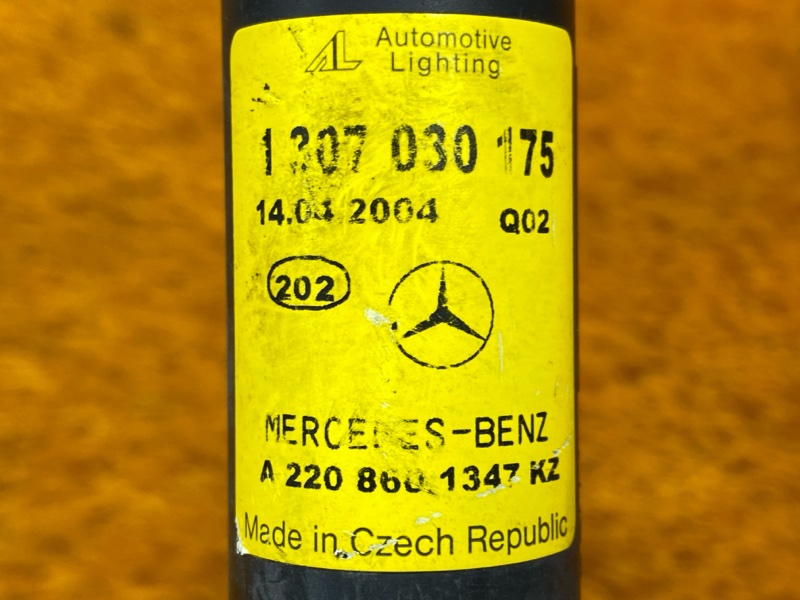 AL Automotive
Lighting
1 307 030 175
14.04.2004 Q02
202
MERCEDES-BENZ
A 220 860 1347 KZ
Made in Czech Republic